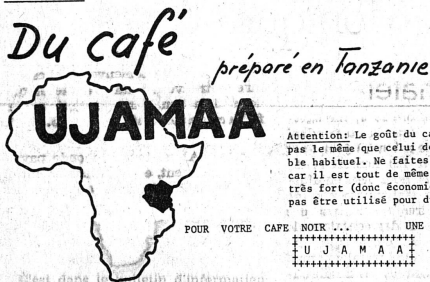 Du café
préparé en Tanzanie
UJAMAA
Attention: Le goût du ca
pas le même que celui de
ble habituel. Ne faites
car il est tout de même
très fort (donc économi
pas être utilisé pour d
POUR VOTRE CAFE NOIR ... UNE
U J A M A A